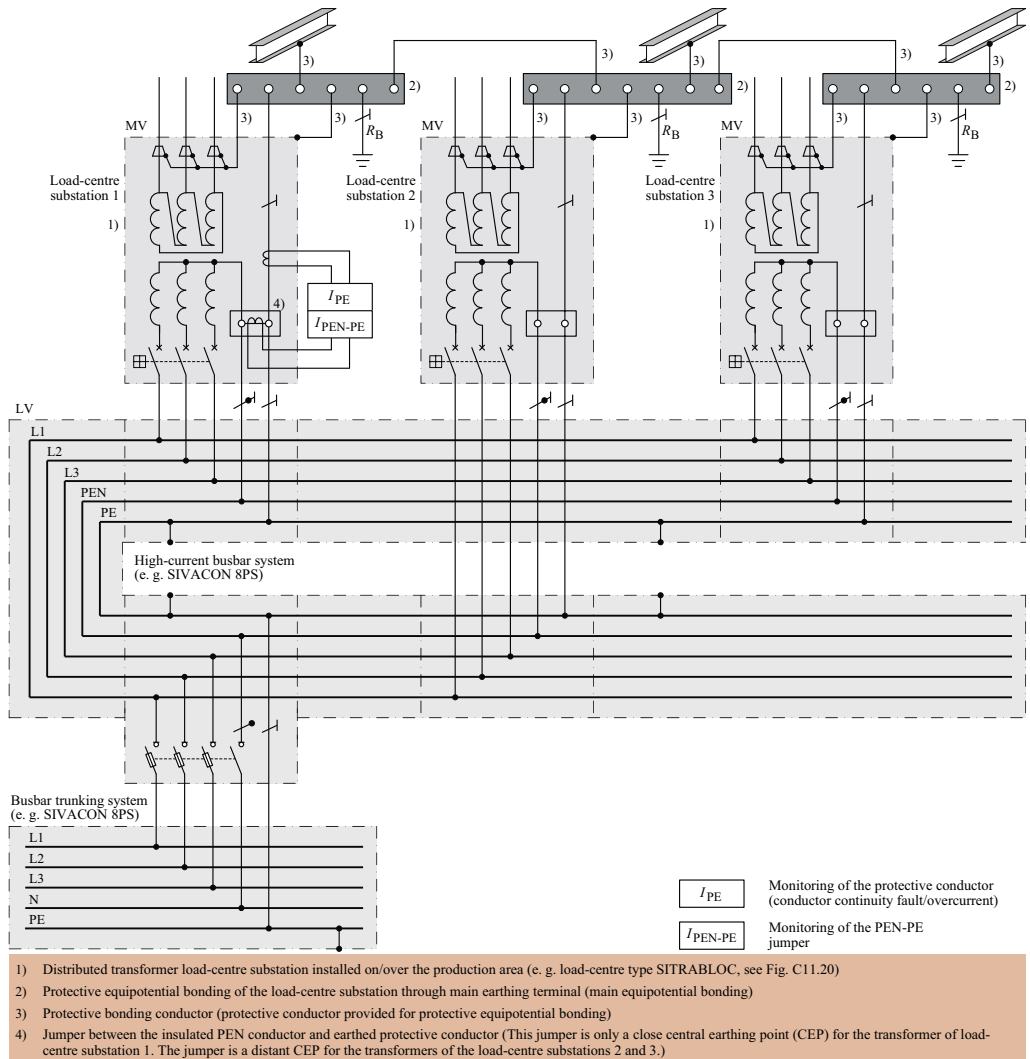 3)
3)
3)
3)
3)
2)
2)
2)
3)
3)
R_B
3)
3)
R_B
3)
3)
R_B
MV
MV
MV
Load-centre
substation 1
Load-centre
substation 2
Load-centre
substation 3
1)
1)
1)
I_PE
4)
I_PEN-PE
LV
L1
L2
L3
PEN
PE
High-current busbar system
(e. g. SIVACON 8PS)
Busbar trunking system
(e. g. SIVACON 8PS)
L1
L2
L3
N
PE
I_PE
Monitoring of the protective conductor
(conductor continuity fault/overcurrent)
I_PEN-PE
Monitoring of the PEN-PE
jumper
1) Distributed transformer load-centre substation installed on/over the production area (e. g. load-centre type SITRABLOC, see Fig. C11.20)
2) Protective equipotential bonding of the load-centre substation through main earthing terminal (main equipotential bonding)
3) Protective bonding conductor (protective conductor provided for protective equipotential bonding)
4) Jumper between the insulated PEN conductor and earthed protective conductor (This jumper is only a close central earthing point (CEP) for the transformer of load-
centre substation 1. The jumper is a distant CEP for the transformers of the load-centre substations 2 and 3.)